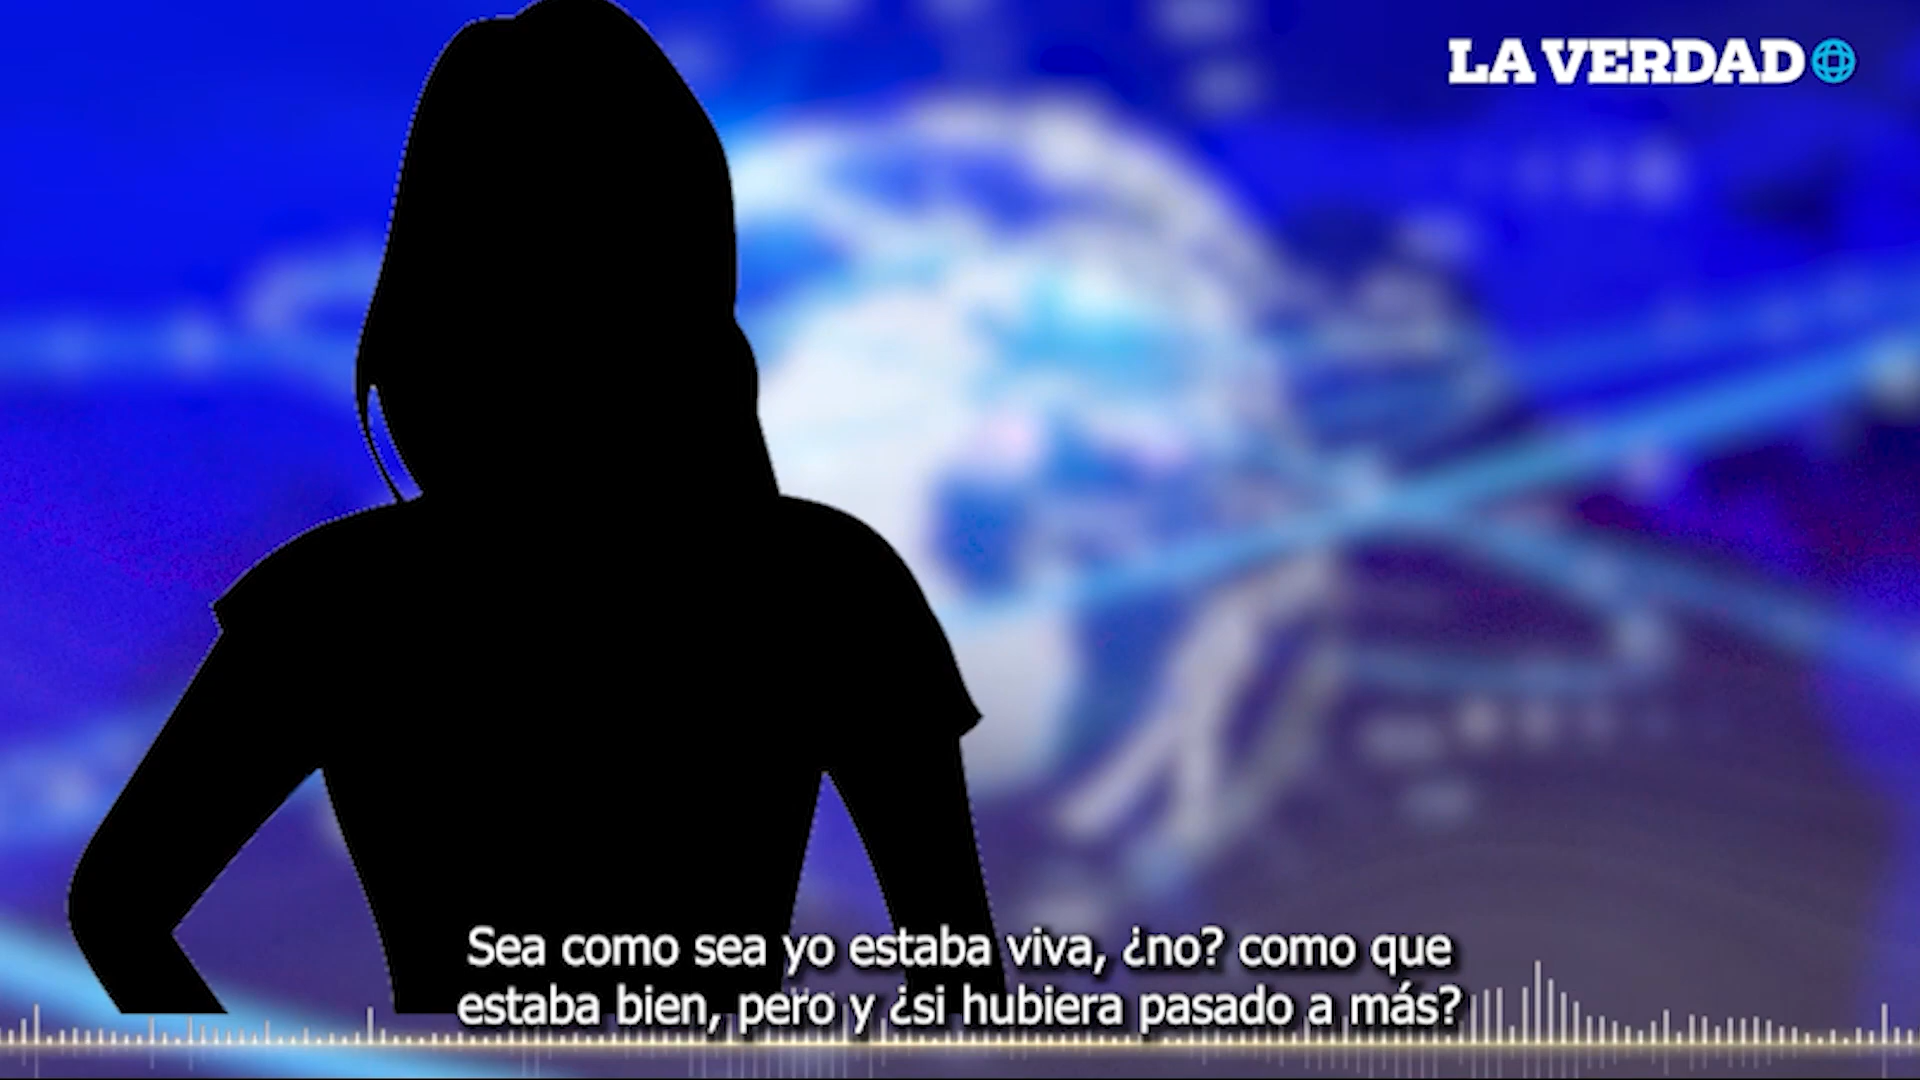 LA VERDAD
Sea como sea yo estaba viva, ¿no? como que
estaba bien, pero y ¿si hubiera pasado a más?